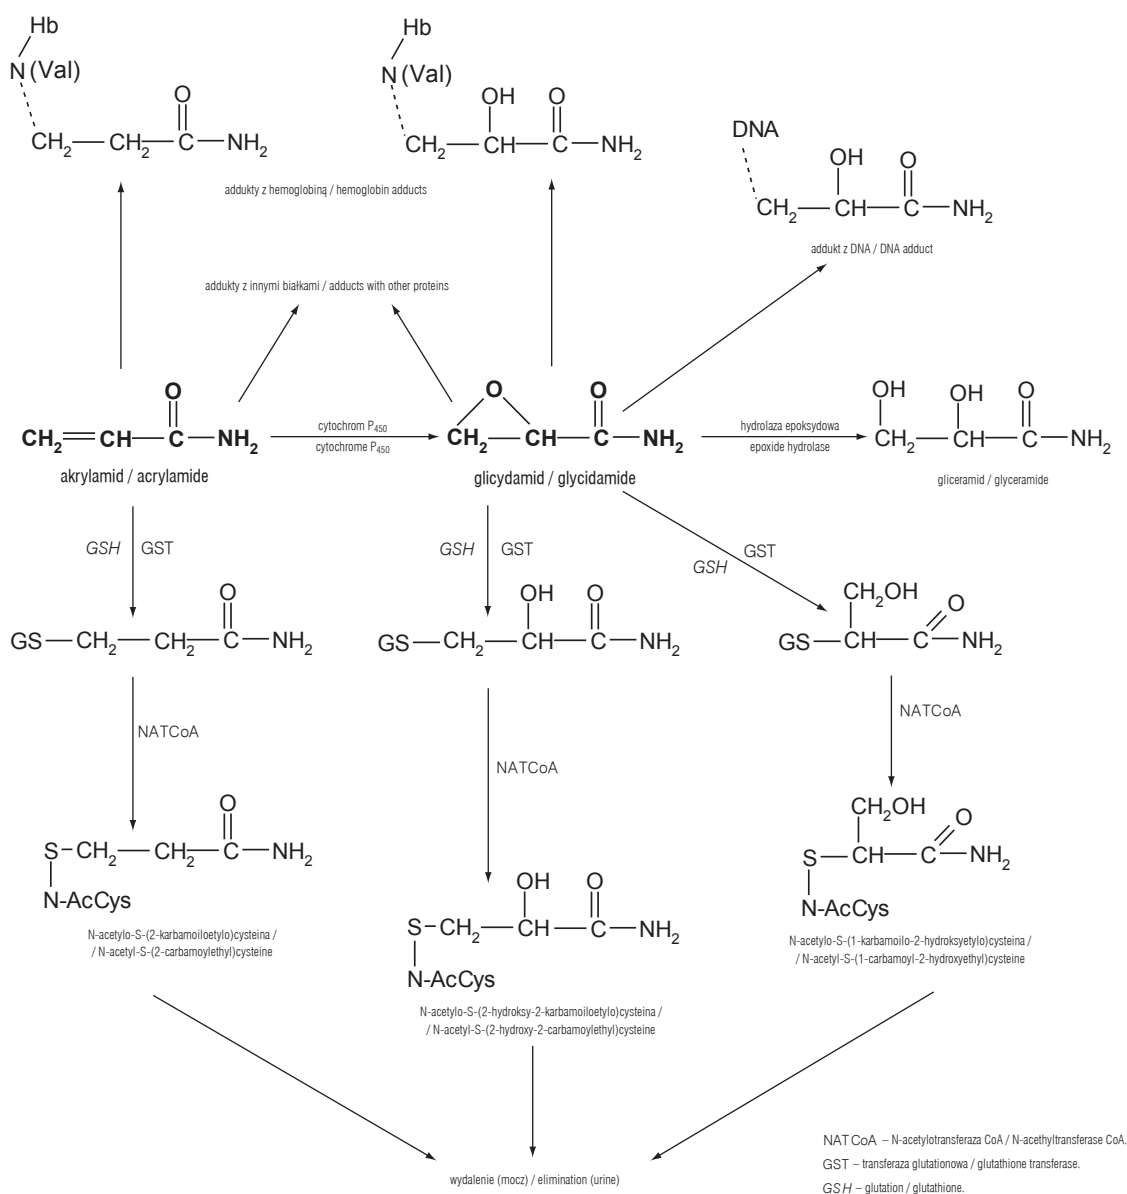 Hb
N(Val)
CH2—CH2—C—NH2
O
Hb
N(Val)
OH
O
CH2—CH—C—NH2
DNA
OH
O
CH2—CH—C—NH2
addukty z hemoglobiną / hemoglobin adducts
addukt z DNA / DNA adduct
addukty z innymi białkami / adducts with other proteins
O
CH2=CH—C—NH2
akrylamid / acrylamide
cytochrom P450
cytochrome P450
O
O
CH2 CH—C—NH2
glicydamid / glycidamide
hydrolaza epoksydowa
epoxide hydrolase
OH
OH
O
CH2—CH—C—NH2
gliceramid / glyceramide
GSH
GST
GSH
GST
GSH
GST
O
GS—CH2—CH2—C—NH2
OH
O
GS—CH2—CH—C—NH2
CH2OH
O
GS—CH—C—NH2
NATCoA
NATCoA
NATCoA
O
S–CH2—CH2—C—NH2
N-AcCys
N-acetylo-S-(2-karbamoiloetylo)cysteina /
/ N-acetyl-S-(2-carbamoylethyl)cysteine
OH
O
S–CH2—CH—C—NH2
N-AcCys
N-acetylo-S-(2-hydroksy-2-karbamoiloetylo)cysteina /
/ N-acetyl-S-(2-hydroxy-2-carbamoylethyl)cysteine
CH2OH
O
S—CH—C—NH2
N-AcCys
N-acetylo-S-(1-karbamoilo-2-hydroksyetylo)cysteina /
/ N-acetyl-S-(1-carbamoyl-2-hydroxyethyl)cysteine
wydalenie (mocz) / elimination (urine)
NATCoA – N-acetylotransferaza CoA / N-acethyltransferase CoA.
GST – transferaza glutationowa / glutathione transferase.
GSH – glutation / glutathione.